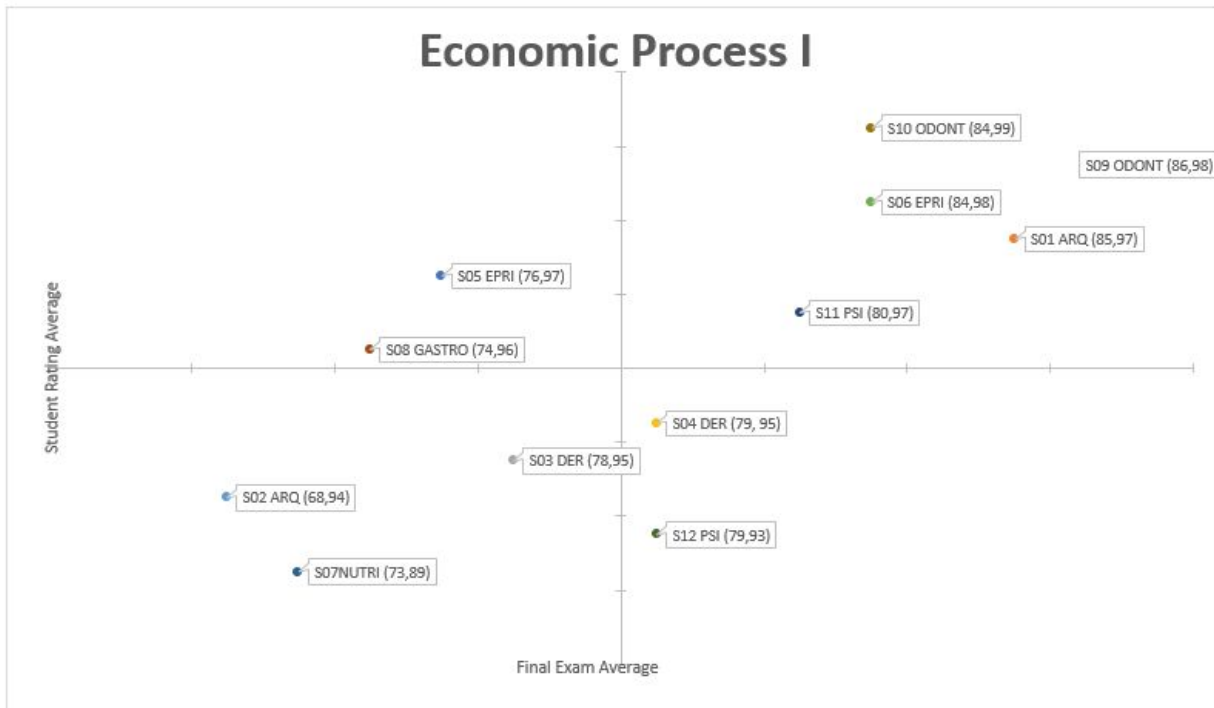 Economic Process I
S10 ODONT (84,99)
S09 ODONT (86,98)
S06 EPRI (84,98)
S01 ARQ (85,97)
S05 EPRI (76,97)
S11 PSI (80,97)
S08 GASTRO (74,96)
Student Rating Average
S04 DER (79, 95)
S03 DER (78,95)
S02 ARQ (68,94)
S12 PSI (79,93)
S07NUTRI (73,89)
Final Exam Average